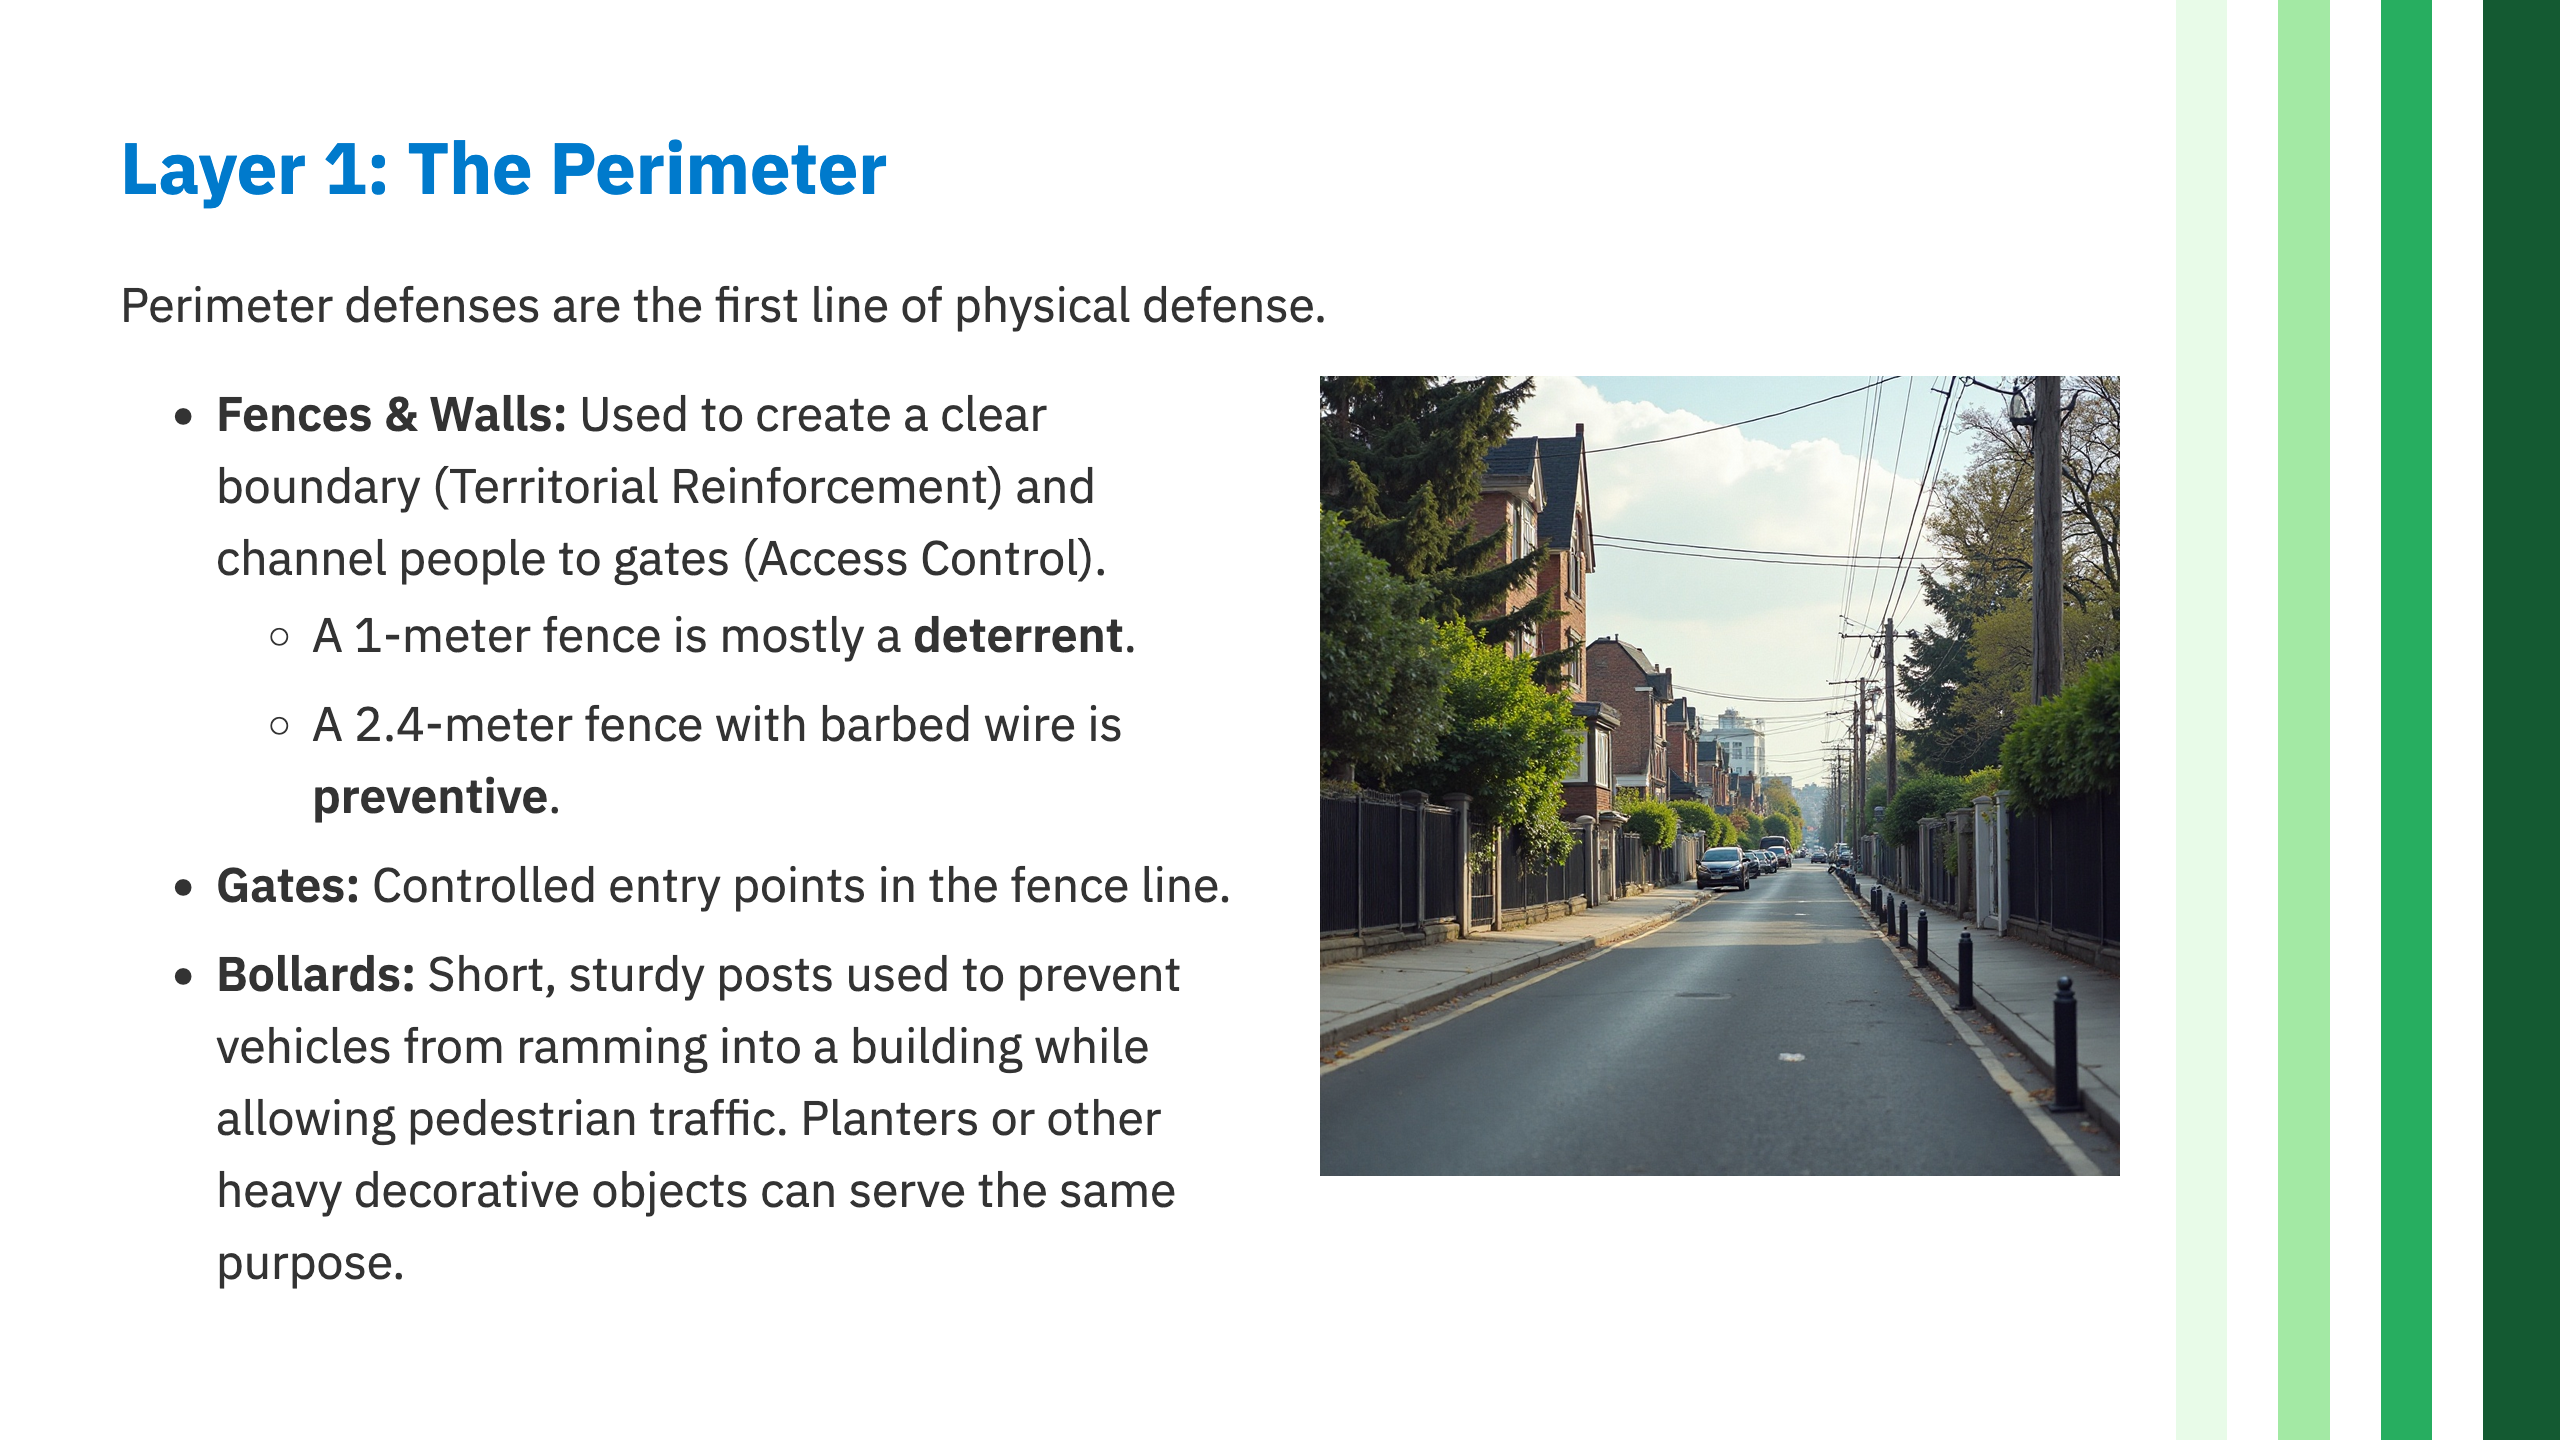 Layer 1: The Perimeter
Perimeter defenses are the first line of physical defense.
• Fences & Walls: Used to create a clear
boundary (Territorial Reinforcement) and
channel people to gates (Access Control).
◦ A 1-meter fence is mostly a deterrent.
◦ A 2.4-meter fence with barbed wire is
preventive.
• Gates: Controlled entry points in the fence line.
• Bollards: Short, sturdy posts used to prevent
vehicles from ramming into a building while
allowing pedestrian traffic. Planters or other
heavy decorative objects can serve the same
purpose.